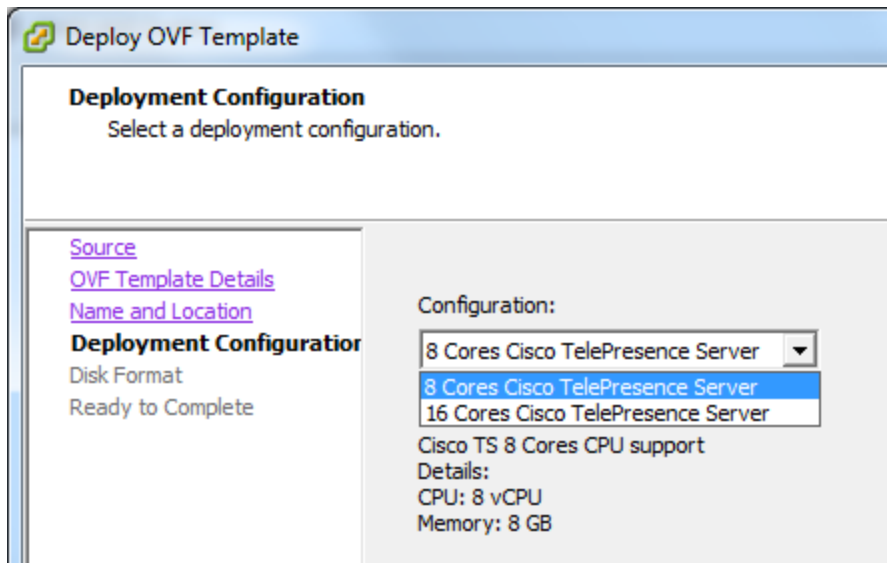 Deploy OVF Template
Deployment Configuration
Select a deployment configuration.
Source
OVF Template Details
Name and Location
Deployment Configuration
Disk Format
Ready to Complete
Configuration:
8 Cores Cisco TelePresence Server
8 Cores Cisco TelePresence Server
16 Cores Cisco TelePresence Server
Cisco TS 8 Cores CPU support
Details:
CPU: 8 vCPU
Memory: 8 GB